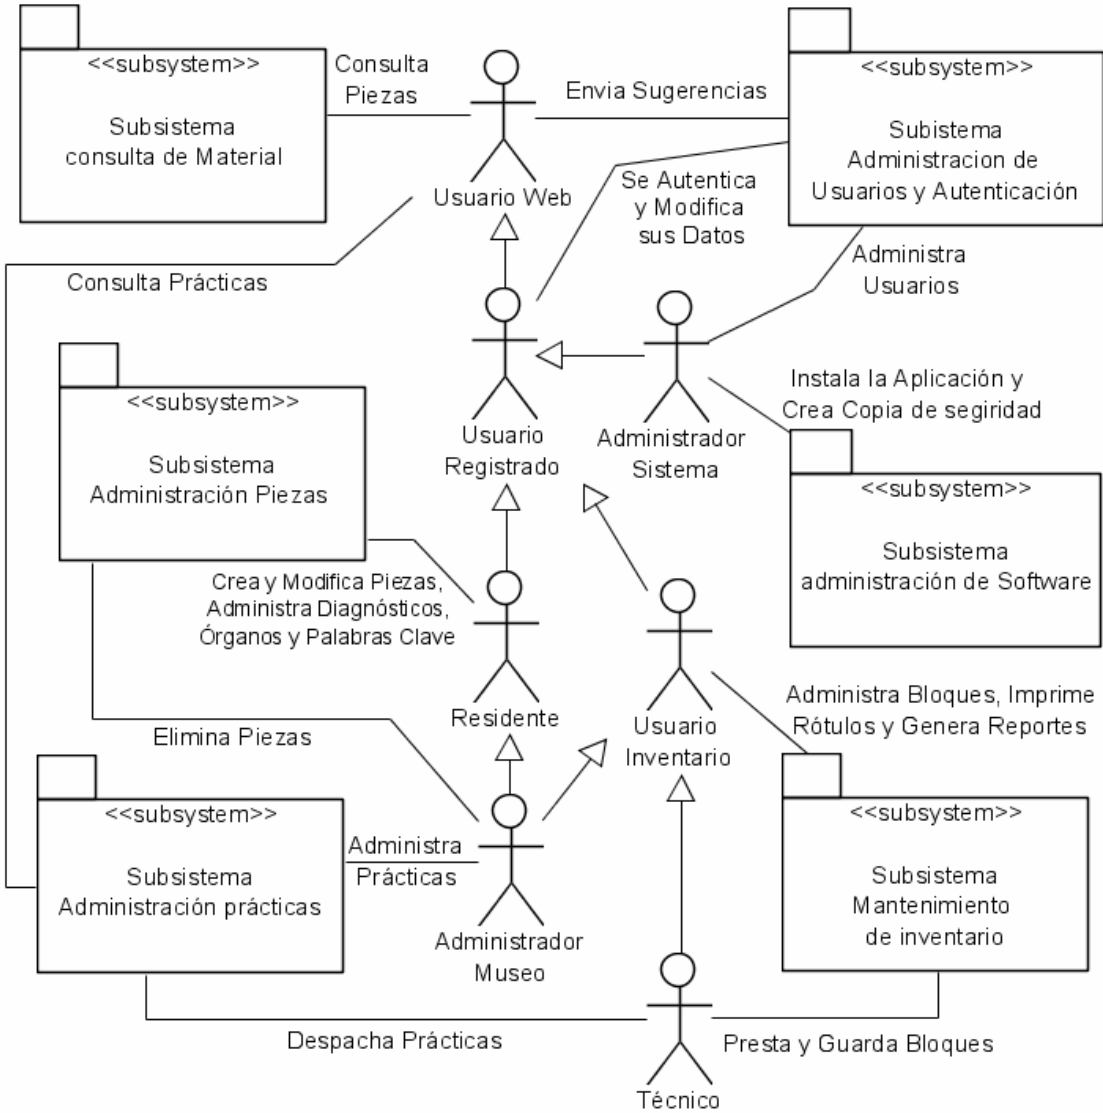 <<subsystem>>
Subsistema
consulta de Material
Consulta
Piezas
Usuario Web
Envia Sugerencias
<<subsystem>>
Subistema
Administracion de
Usuarios y Autenticación
Se Autentica
y Modifica
sus Datos
Consulta Prácticas
Administra
Usuarios
<<subsystem>>
Subsistema
Administración Piezas
Usuario
Registrado
Administrador
Sistema
Instala la Aplicación y
Crea Copia de segiridad
<<subsystem>>
Subsistema
administración de Software
Crea y Modifica Piezas,
Administra Diagnósticos,
Órganos y Palabras Clave
Residente
Usuario
Inventario
Administra Bloques, Imprime
Rótulos y Genera Reportes
Elimina Piezas
<<subsystem>>
Subsistema
Administración prácticas
Administra
Prácticas
Administrador
Museo
<<subsystem>>
Subsistema
Mantenimiento
de inventario
Despacha Prácticas
Presta y Guarda Bloques
Técnico